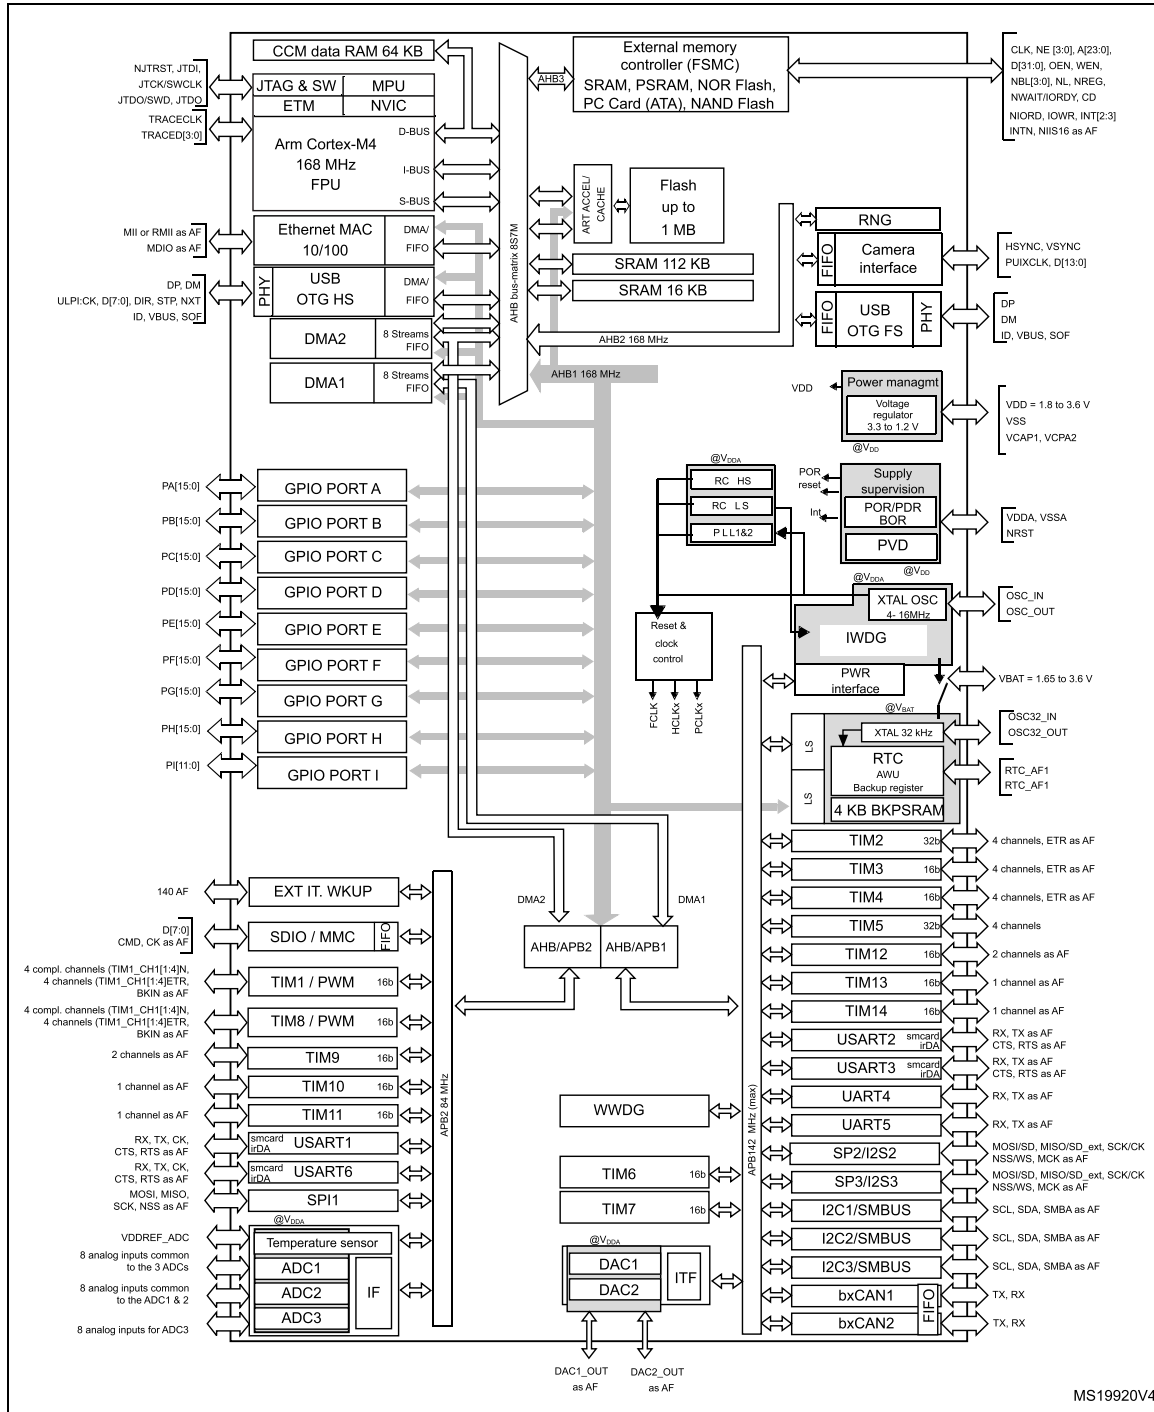 CCM data RAM 64 KB
External memory
controller (FSMC)
SRAM, PSRAM, NOR Flash,
PC Card (ATA), NAND Flash
AHB3
CLK, NE [3:0], A[23:0],
D[31:0], OEN, WEN,
NBL[3:0], NL, NREG,
NWAIT/IORDY, CD
NIORD, IOWR, INT[2:3]
INTN, NIIS16 as AF
NJTRST, JTDI,
JTCK/SWCLK
JTDO/SWD, JTDO
TRACECLK
TRACED[3:0]
JTAG & SW
MPU
ETM
NVIC
Arm Cortex-M4
168 MHz
FPU
D-BUS
I-BUS
S-BUS
AHB bus-matrix 8S7M
ART ACCEL/
CACHE
Flash
up to
1 MB
SRAM 112 KB
SRAM 16 KB
AHB2 168 MHz
AHB1 168 MHz
MII or RMII as AF
MDIO as AF
Ethernet MAC
10/100
DMA/
FIFO
DP, DM
ULPI:CK, D[7:0], DIR, STP, NXT
ID, VBUS, SOF
PHY
USB
OTG HS
DMA/
FIFO
DMA2
8 Streams
FIFO
DMA1
8 Streams
FIFO
RNG
FIFO
Camera
interface
HSYNC, VSYNC
PUIXCLK, D[13:0]
FIFO
USB
OTG FS
PHY
DP
DM
ID, VBUS, SOF
VDD
Power managmt
Voltage
regulator
3.3 to 1.2 V
@VDD
VDD = 1.8 to 3.6 V
VSS
VCAP1, VCPA2
@VDDA
RC HS
RC LS
PLL1&2
POR
reset
Int
Supply
supervision
POR/PDR
BOR
PVD
@VDD
VDDA, VSSA
NRST
@VDDA
XTAL OSC
4- 16MHz
IWDG
OSC_IN
OSC_OUT
Reset &
clock
control
FCLK
HCLKx
PCLKx
PWR
interface
VBAT = 1.65 to 3.6 V
@VBAT
LS
LS
XTAL 32 kHz
RTC
AWU
Backup register
4 KB BKPSRAM
OSC32_IN
OSC32_OUT
RTC_AF1
RTC_AF1
PA[15:0]
GPIO PORT A
PB[15:0]
GPIO PORT B
PC[15:0]
GPIO PORT C
PD[15:0]
GPIO PORT D
PE[15:0]
GPIO PORT E
PF[15:0]
GPIO PORT F
PG[15:0]
GPIO PORT G
PH[15:0]
GPIO PORT H
PI[11:0]
GPIO PORT I
DMA2
DMA1
AHB/APB2
AHB/APB1
140 AF
EXT IT. WKUP
D[7:0]
CMD, CK as AF
SDIO / MMC
FIFO
4 compl. channels (TIM1_CH1[1:4]N,
4 channels (TIM1_CH1[1:4]ETR,
BKIN as AF
TIM1 / PWM 16b
4 compl. channels (TIM1_CH1[1:4]N,
4 channels (TIM1_CH1[1:4]ETR,
BKIN as AF
TIM8 / PWM 16b
2 channels as AF
TIM9 16b
1 channel as AF
TIM10 16b
1 channel as AF
TIM11 16b
RX, TX, CK,
CTS, RTS as AF
smcard
irDA
USART1
RX, TX, CK,
CTS, RTS as AF
smcard
irDA
USART6
MOSI, MISO,
SCK, NSS as AF
SPI1
@VDDA
VDDREF_ADC
Temperature sensor
8 analog inputs common
to the 3 ADCs
ADC1
8 analog inputs common
to the ADC1 & 2
ADC2
8 analog inputs for ADC3
ADC3
IF
APB2 84 MHz
WWDG
TIM6 16b
TIM7 16b
@VDDA
DAC1
DAC2
ITF
DAC1_OUT
as AF
DAC2_OUT
as AF
APB142 MHz (max)
TIM2 32b
4 channels, ETR as AF
TIM3 16b
4 channels, ETR as AF
TIM4 16b
4 channels, ETR as AF
TIM5 32b
4 channels
TIM12 16b
2 channels as AF
TIM13 16b
1 channel as AF
TIM14 16b
1 channel as AF
USART2
smcard
irDA
RX, TX as AF
CTS, RTS as AF
USART3
smcard
irDA
RX, TX as AF
CTS, RTS as AF
UART4
RX, TX as AF
UART5
RX, TX as AF
SP2/I2S2
MOSI/SD, MISO/SD_ext, SCK/CK
NSS/WS, MCK as AF
SP3/I2S3
MOSI/SD, MISO/SD_ext, SCK/CK
NSS/WS, MCK as AF
I2C1/SMBUS
SCL, SDA, SMBA as AF
I2C2/SMBUS
SCL, SDA, SMBA as AF
I2C3/SMBUS
SCL, SDA, SMBA as AF
bxCAN1
TX, RX
bxCAN2
FIFO
TX, RX
MS19920V4